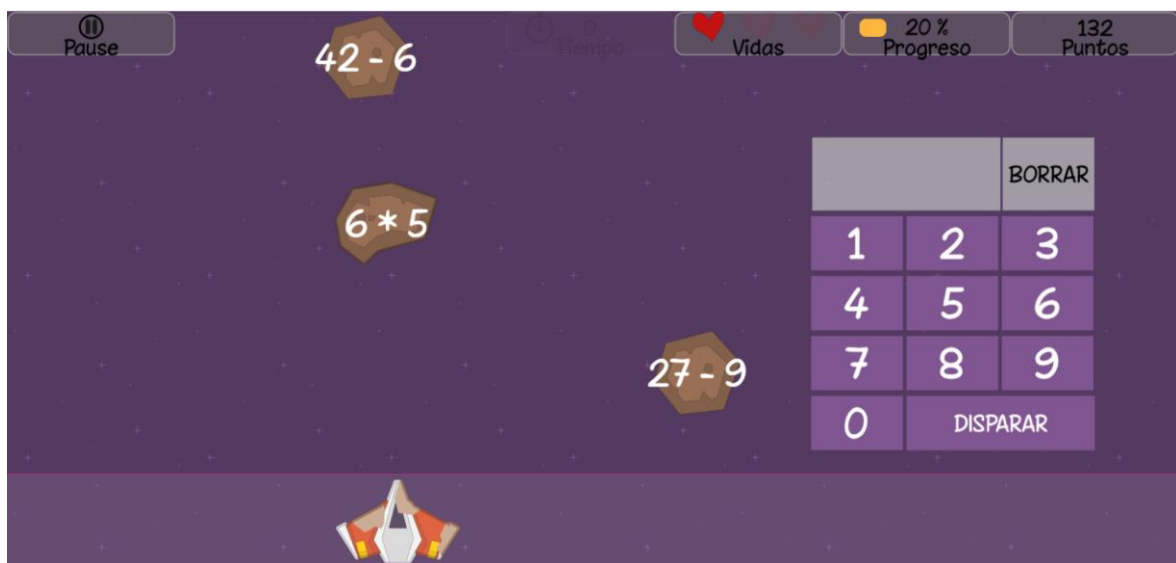 Pause
0
Tiempo
Vidas
20 %
Progreso
132
Puntos
42 - 6
6 * 5
27 - 9
BORRAR
1 2 3
4 5 6
7 8 9
0 DISPARAR